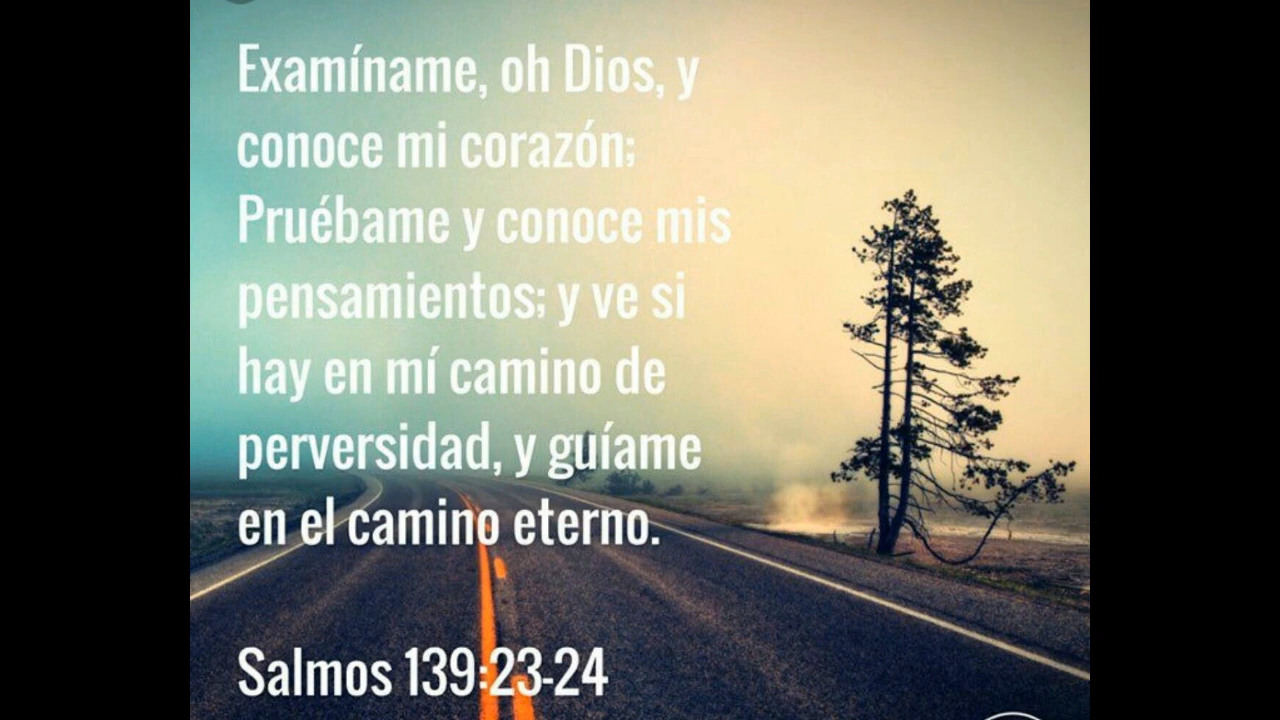 Examíname, oh Dios, y
conoce mi corazón;
Pruébame y conoce mis
pensamientos; y ve si
hay en mí camino de
perversidad, y guíame
en el camino eterno.
Salmos 139:23-24